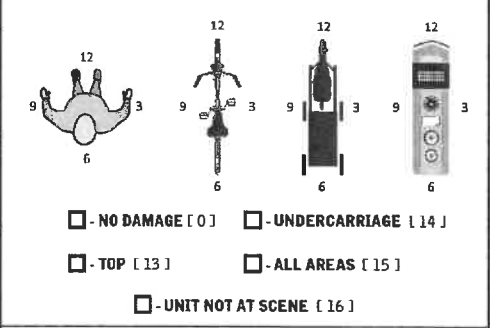 12 12 12 12
9 3 9 3 9 3 9 3
6 6 6 6
- NO DAMAGE [ 0 ] - UNDERCARRIAGE [ 14 ]
- TOP [ 13 ] - ALL AREAS [ 15 ]
- UNIT NOT AT SCENE [ 16 ]